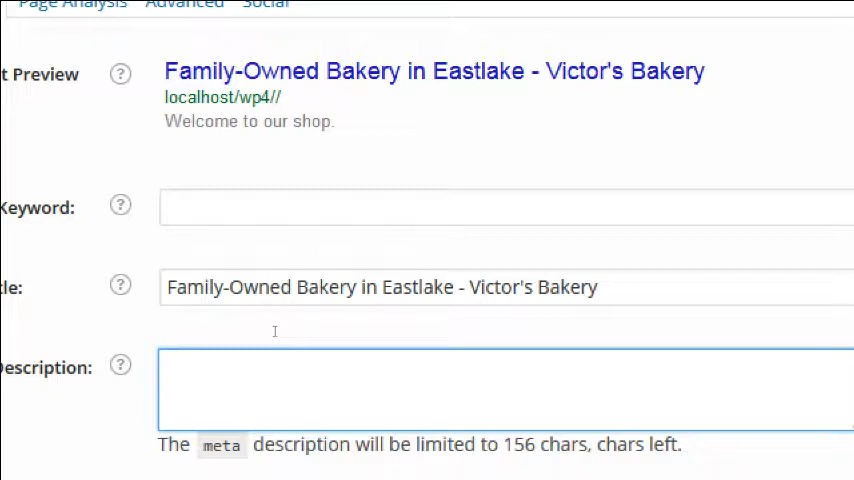 Page Analysis Advanced Social
t Preview ? Family-Owned Bakery in Eastlake - Victor's Bakery
localhost/wp4//
Welcome to our shop.
Keyword: ?
tle: ? Family-Owned Bakery in Eastlake - Victor's Bakery
Description: ?
The meta description will be limited to 156 chars, chars left.